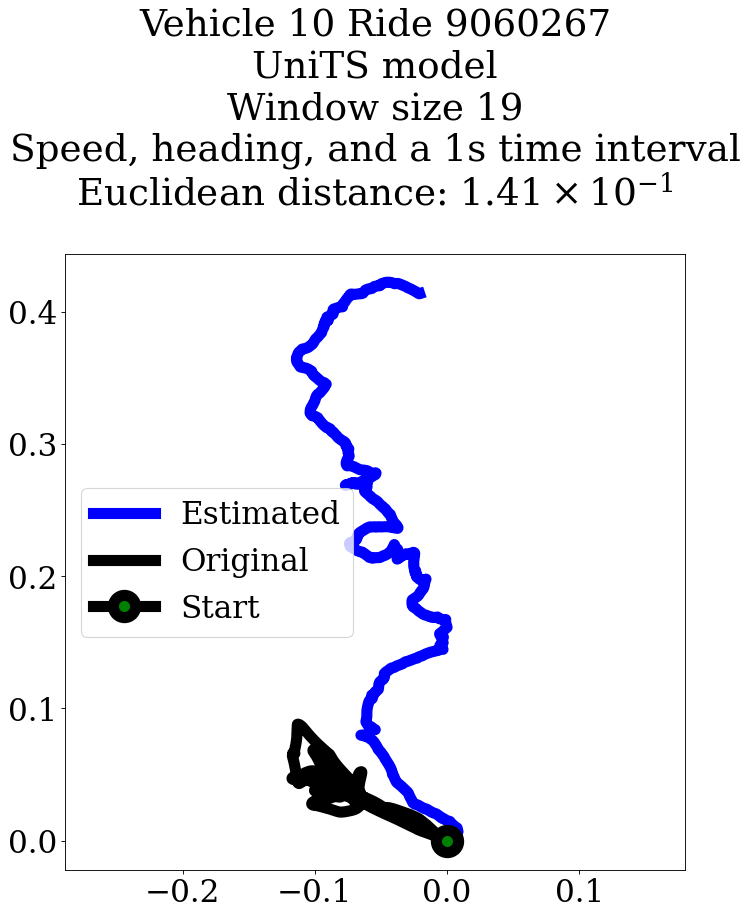 Vehicle 10 Ride 9060267
UniTS model
Window size 19
Speed, heading, and a 1s time interval
Euclidean distance: 1.41 × 10⁻¹
0.4
0.3
Estimated
Original
0.2
Start
0.1
0.0
−0.2 −0.1 0.0 0.1